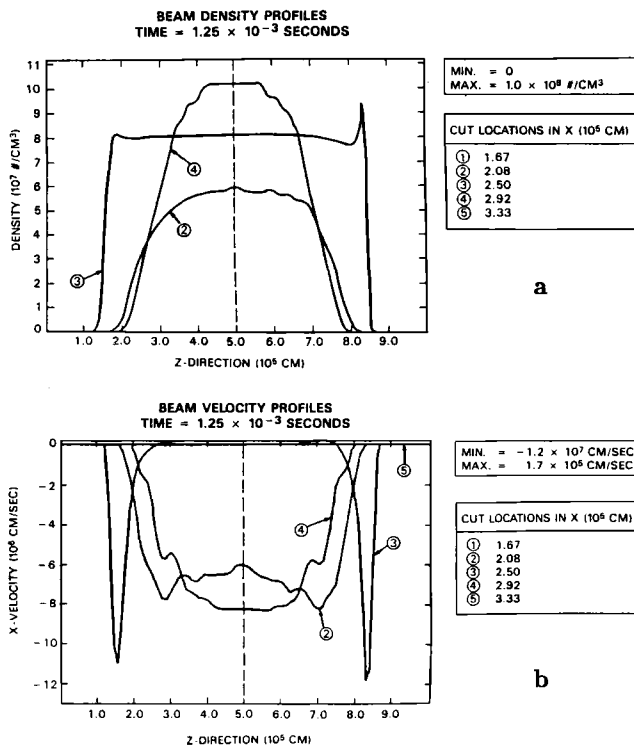 BEAM DENSITY PROFILES
TIME = 1.25 × 10⁻³ SECONDS
DENSITY (10⁷ #/CM³)
11
10
9
8
7
6
5
4
3
2
1
0
④
②
③
1.0 2.0 3.0 4.0 5.0 6.0 7.0 8.0 9.0
Z-DIRECTION (10⁵ CM)
MIN. = 0
MAX. = 1.0 × 10⁸ #/CM³
CUT LOCATIONS IN X (10⁵ CM)
① 1.67
② 2.08
③ 2.50
④ 2.92
⑤ 3.33
a
BEAM VELOCITY PROFILES
TIME = 1.25 × 10⁻³ SECONDS
X-VELOCITY (10⁶ CM/SEC)
0
−2
−4
−6
−8
−10
−12
⑤
④
③
②
1.0 2.0 3.0 4.0 5.0 6.0 7.0 8.0 9.0
Z-DIRECTION (10⁵ CM)
MIN. = −1.2 × 10⁷ CM/SEC
MAX. = 1.7 × 10⁵ CM/SEC
CUT LOCATIONS IN X (10⁵ CM)
① 1.67
② 2.08
③ 2.50
④ 2.92
⑤ 3.33
b